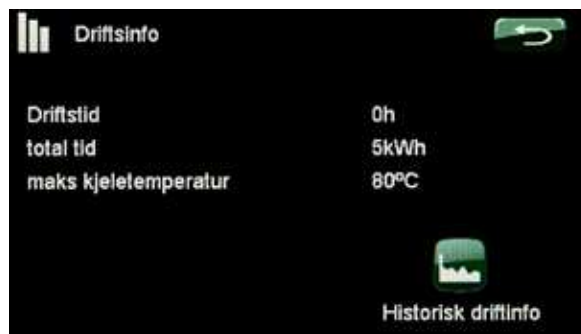 Driftsinfo
Driftstid 0h
total tid 5kWh
maks kjeletemperatur 80ºC
Historisk driftinfo